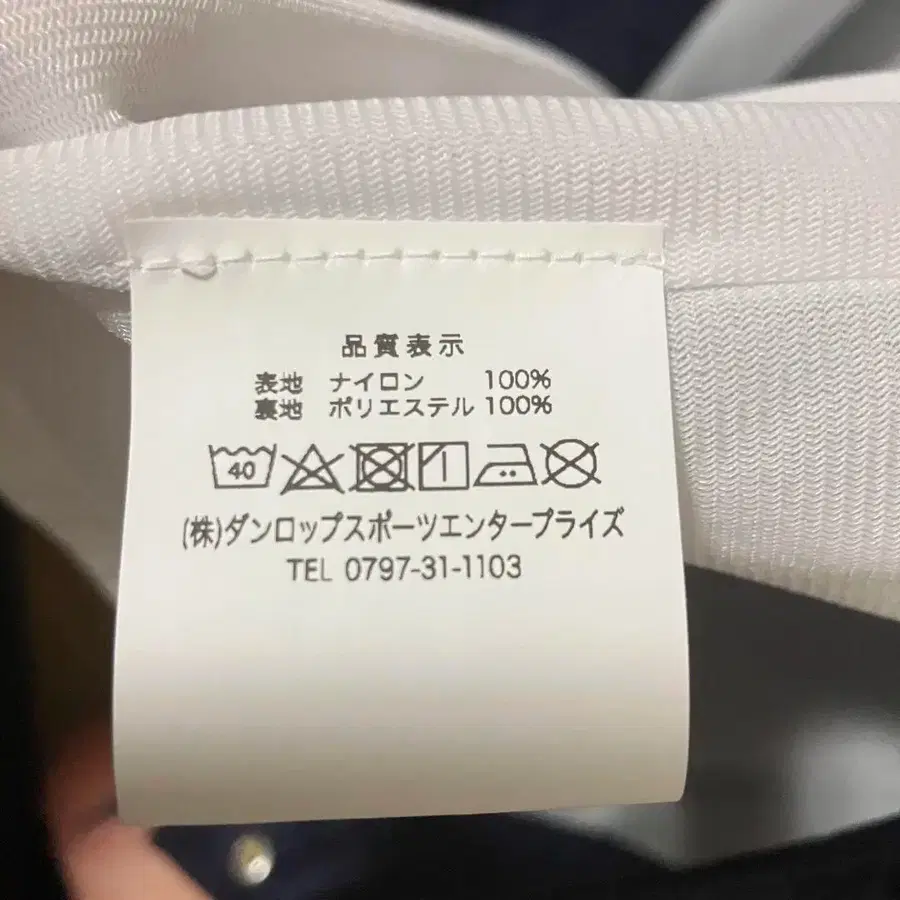 品質表示
表地 ナイロン 100%
裏地 ポリエステル 100%
40
(株)ダンロップスポーツエンタープライズ
TEL 0797-31-1103